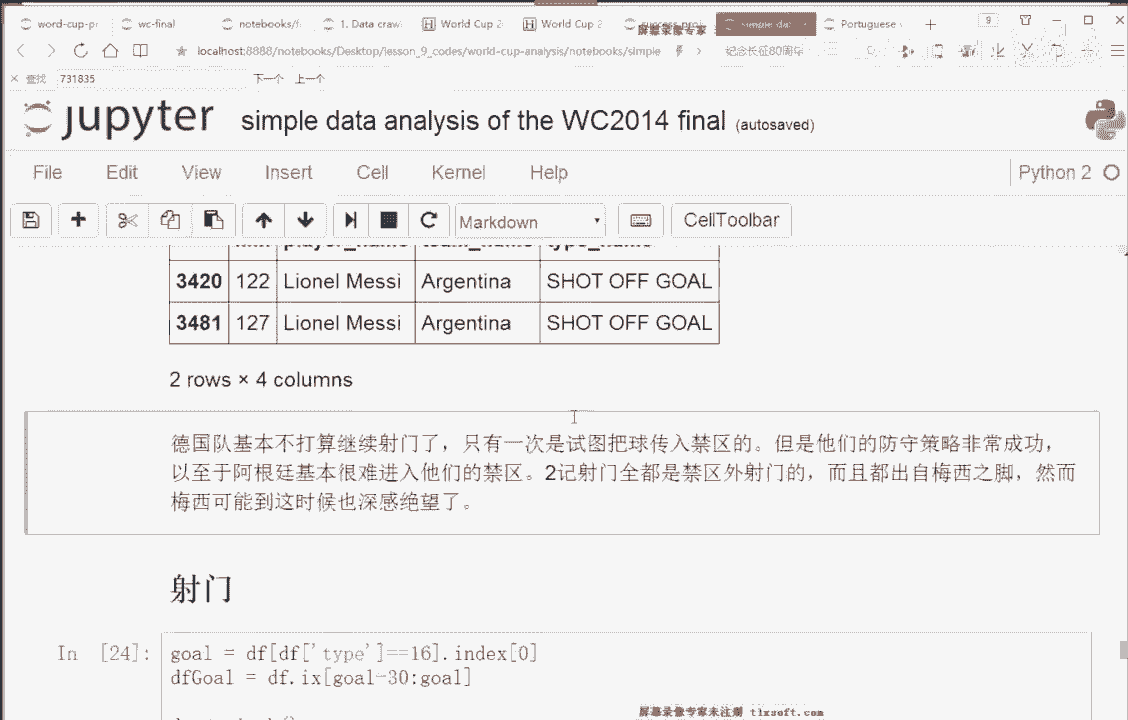 word-cup-pr
wc-final
notebooks/f
1. Data craw
World Cup 2
World Cup 2
Portuguese
9
屏幕录像专家
localhost:8888/notebooks/Desktop/lesson_9_codes/world-cup-analysis/notebooks/simple
纪念长征80周年
查找 731835 下一个 上一个
jupyter simple data analysis of the WC2014 final (autosaved)
File Edit View Insert Cell Kernel Help Python 2
Markdown CellToolbar
player_name team_name type_name
3420 122 Lionel Messi Argentina SHOT OFF GOAL
3481 127 Lionel Messi Argentina SHOT OFF GOAL
2 rows × 4 columns
德国队基本不打算继续射门了，只有一次是试图把球传入禁区的。但是他们的防守策略非常成功，
以至于阿根廷基本很难进入他们的禁区。2记射门全都是禁区外射门的，而且都出自梅西之脚，然而
梅西可能到这时候也深感绝望了。
射门
In [24]: goal = df[df['type']==16].index[0]
dfGoal = df.ix[goal-30:goal]
屏幕录像专家未注册 tlxsoft.com